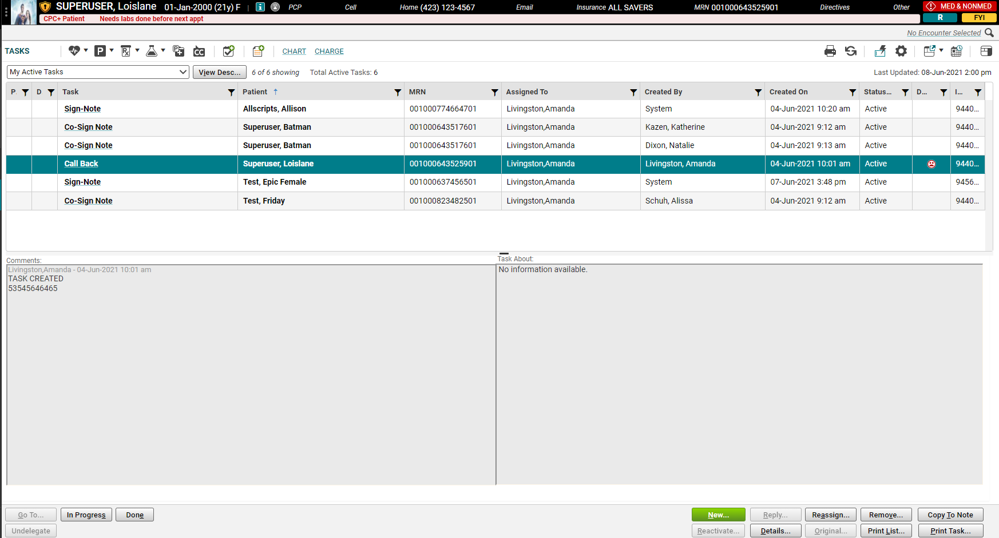 SUPERUSER, Loislane 01-Jan-2000 (21y) F | i PCP Cell Home (423) 123-4567 Email Insurance ALL SAVERS MRN 001000643525901 Directives Other MED & NONMED
CPC+ Patient Needs labs done before next appt R FYI
No Encounter Selected
TASKS P Rx P CC CHART CHARGE
My Active Tasks View Desc... 6 of 6 showing Total Active Tasks: 6 Last Updated: 08-Jun-2021 2:00 pm
P. D Task Patient ↑ MRN Assigned To Created By Created On Status... D... I...
Sign-Note Allscripts, Allison 001000774664701 Livingston,Amanda System 04-Jun-2021 10:20 am Active 9440...
Co-Sign Note Superuser, Batman 001000643517601 Livingston,Amanda Kazen, Katherine 04-Jun-2021 9:12 am Active 9440...
Co-Sign Note Superuser, Batman 001000643517601 Livingston,Amanda Dixon, Natalie 04-Jun-2021 9:13 am Active 9440...
Call Back Superuser, Loislane 001000643525901 Livingston,Amanda Livingston, Amanda 04-Jun-2021 10:01 am Active 9440...
Sign-Note Test, Epic Female 001000637456501 Livingston,Amanda System 07-Jun-2021 3:48 pm Active 9456...
Co-Sign Note Test, Friday 001000823482501 Livingston,Amanda Schuh, Alissa 04-Jun-2021 9:12 am Active 9440...
Comments: Task About:
Livingston,Amanda - 04-Jun-2021 10:01 am No information available.
TASK CREATED
53545646465
Go To... In Progress Done New... Reply... Reassign... Remove... Copy To Note
Undelegate Reactivate... Details... Original... Print List... Print Task...